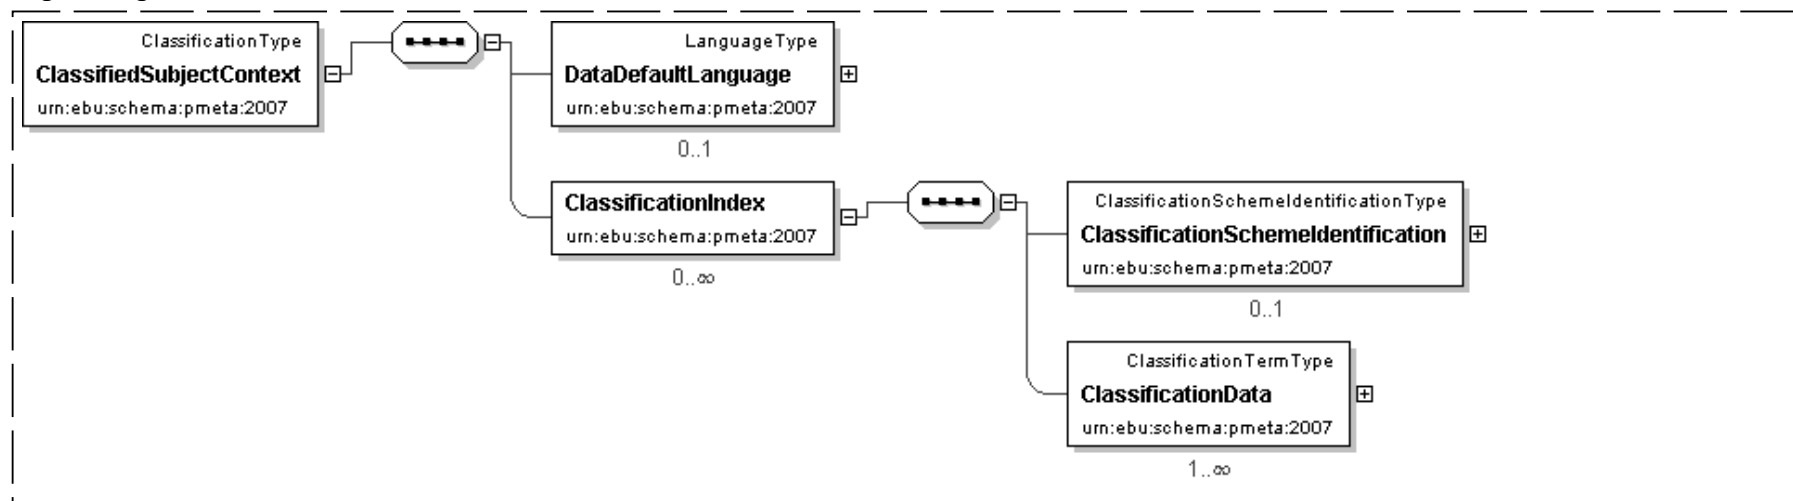 ClassificationType
ClassifiedSubjectContext
urn:ebu:schema:pmeta:2007
LanguageType
DataDefaultLanguage
urn:ebu:schema:pmeta:2007
0..1
ClassificationIndex
urn:ebu:schema:pmeta:2007
0..∞
ClassificationSchemeIdentificationType
ClassificationSchemeIdentification
urn:ebu:schema:pmeta:2007
0..1
ClassificationTermType
ClassificationData
urn:ebu:schema:pmeta:2007
1..∞